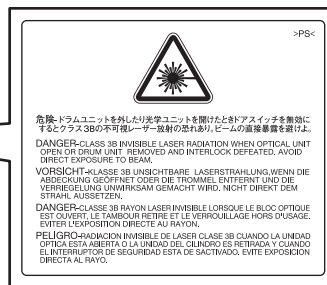 >PS<
危険-ドラムユニットを外したり光学ユニットを開けたときドアスイッチを無効に
するとクラス3Bの不可視レーザー放射の恐れあり。ビームの直接暴露を避けよ。
DANGER-CLASS 3B INVISIBLE LASER RADIATION WHEN OPTICAL UNIT
OPEN OR DRUM UNIT REMOVED AND INTERLOCK DEFEATED. AVOID
DIRECT EXPOSURE TO BEAM.
VORSICHT-KLASSE 3B UNSICHTBARE LASERSTRAHLUNG,WENN DIE
ABDECKUNG GEÖFFNET ODER DIE TROMMEL ENTFERNT UND DIE
VERRIEGELUNG UNWIRKSAM GEMACHT WIRD. NICHT DIREKT DEM
STRAHL AUSSETZEN.
DANGER-CLASSE 3B RAYON LASER INVISIBLE LORSQUE LE BLOC OPTIQUE
EST OUVERT, LE TAMBOUR RETIRE ET LE VERROUILLAGE HORS D'USAGE.
EVITER L'EXPOSITION DIRECTE AU RAYON.
PELIGRO-RADIACION INVISIBLE DE LASER CLASE 3B CUANDO LA UNIDAD
OPTICA ESTA ABIERTA O LA UNIDAD DEL CILINDRO ES RETIRADA Y CUANDO
EL INTERRUPTOR DE SEGURIDAD ESTA DE SACTIVADO. EVITE EXPOSICION
DIRECTA AL RAYO.